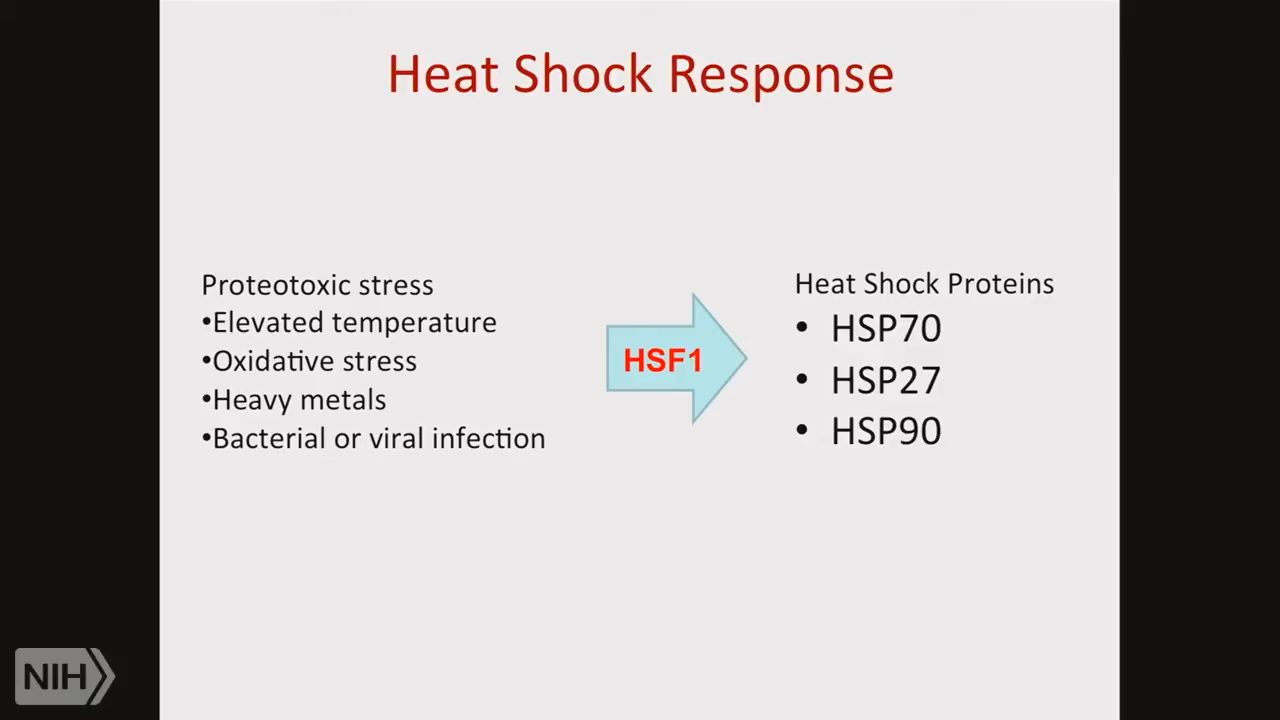 Heat Shock Response
Proteotoxic stress
•Elevated temperature
•Oxidative stress
•Heavy metals
•Bacterial or viral infection
HSF1
Heat Shock Proteins
• HSP70
• HSP27
• HSP90
NIH